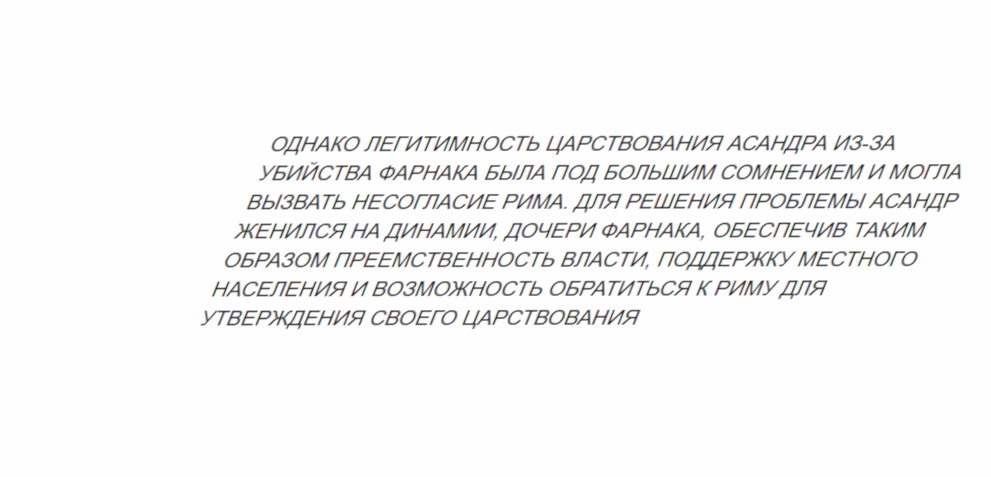 ОДНАКО ЛЕГИТИМНОСТЬ ЦАРСТВОВАНИЯ АСАНДРА ИЗ-ЗА
УБИЙСТВА ФАРНАКА БЫЛА ПОД БОЛЬШИМ СОМНЕНИЕМ И МОГЛА
ВЫЗВАТЬ НЕСОГЛАСИЕ РИМА. ДЛЯ РЕШЕНИЯ ПРОБЛЕМЫ АСАНДР
ЖЕНИЛСЯ НА ДИНАМИИ, ДОЧЕРИ ФАРНАКА, ОБЕСПЕЧИВ ТАКИМ
ОБРАЗОМ ПРЕЕМСТВЕННОСТЬ ВЛАСТИ, ПОДДЕРЖКУ МЕСТНОГО
НАСЕЛЕНИЯ И ВОЗМОЖНОСТЬ ОБРАТИТЬСЯ К РИМУ ДЛЯ
УТВЕРЖДЕНИЯ СВОЕГО ЦАРСТВОВАНИЯ